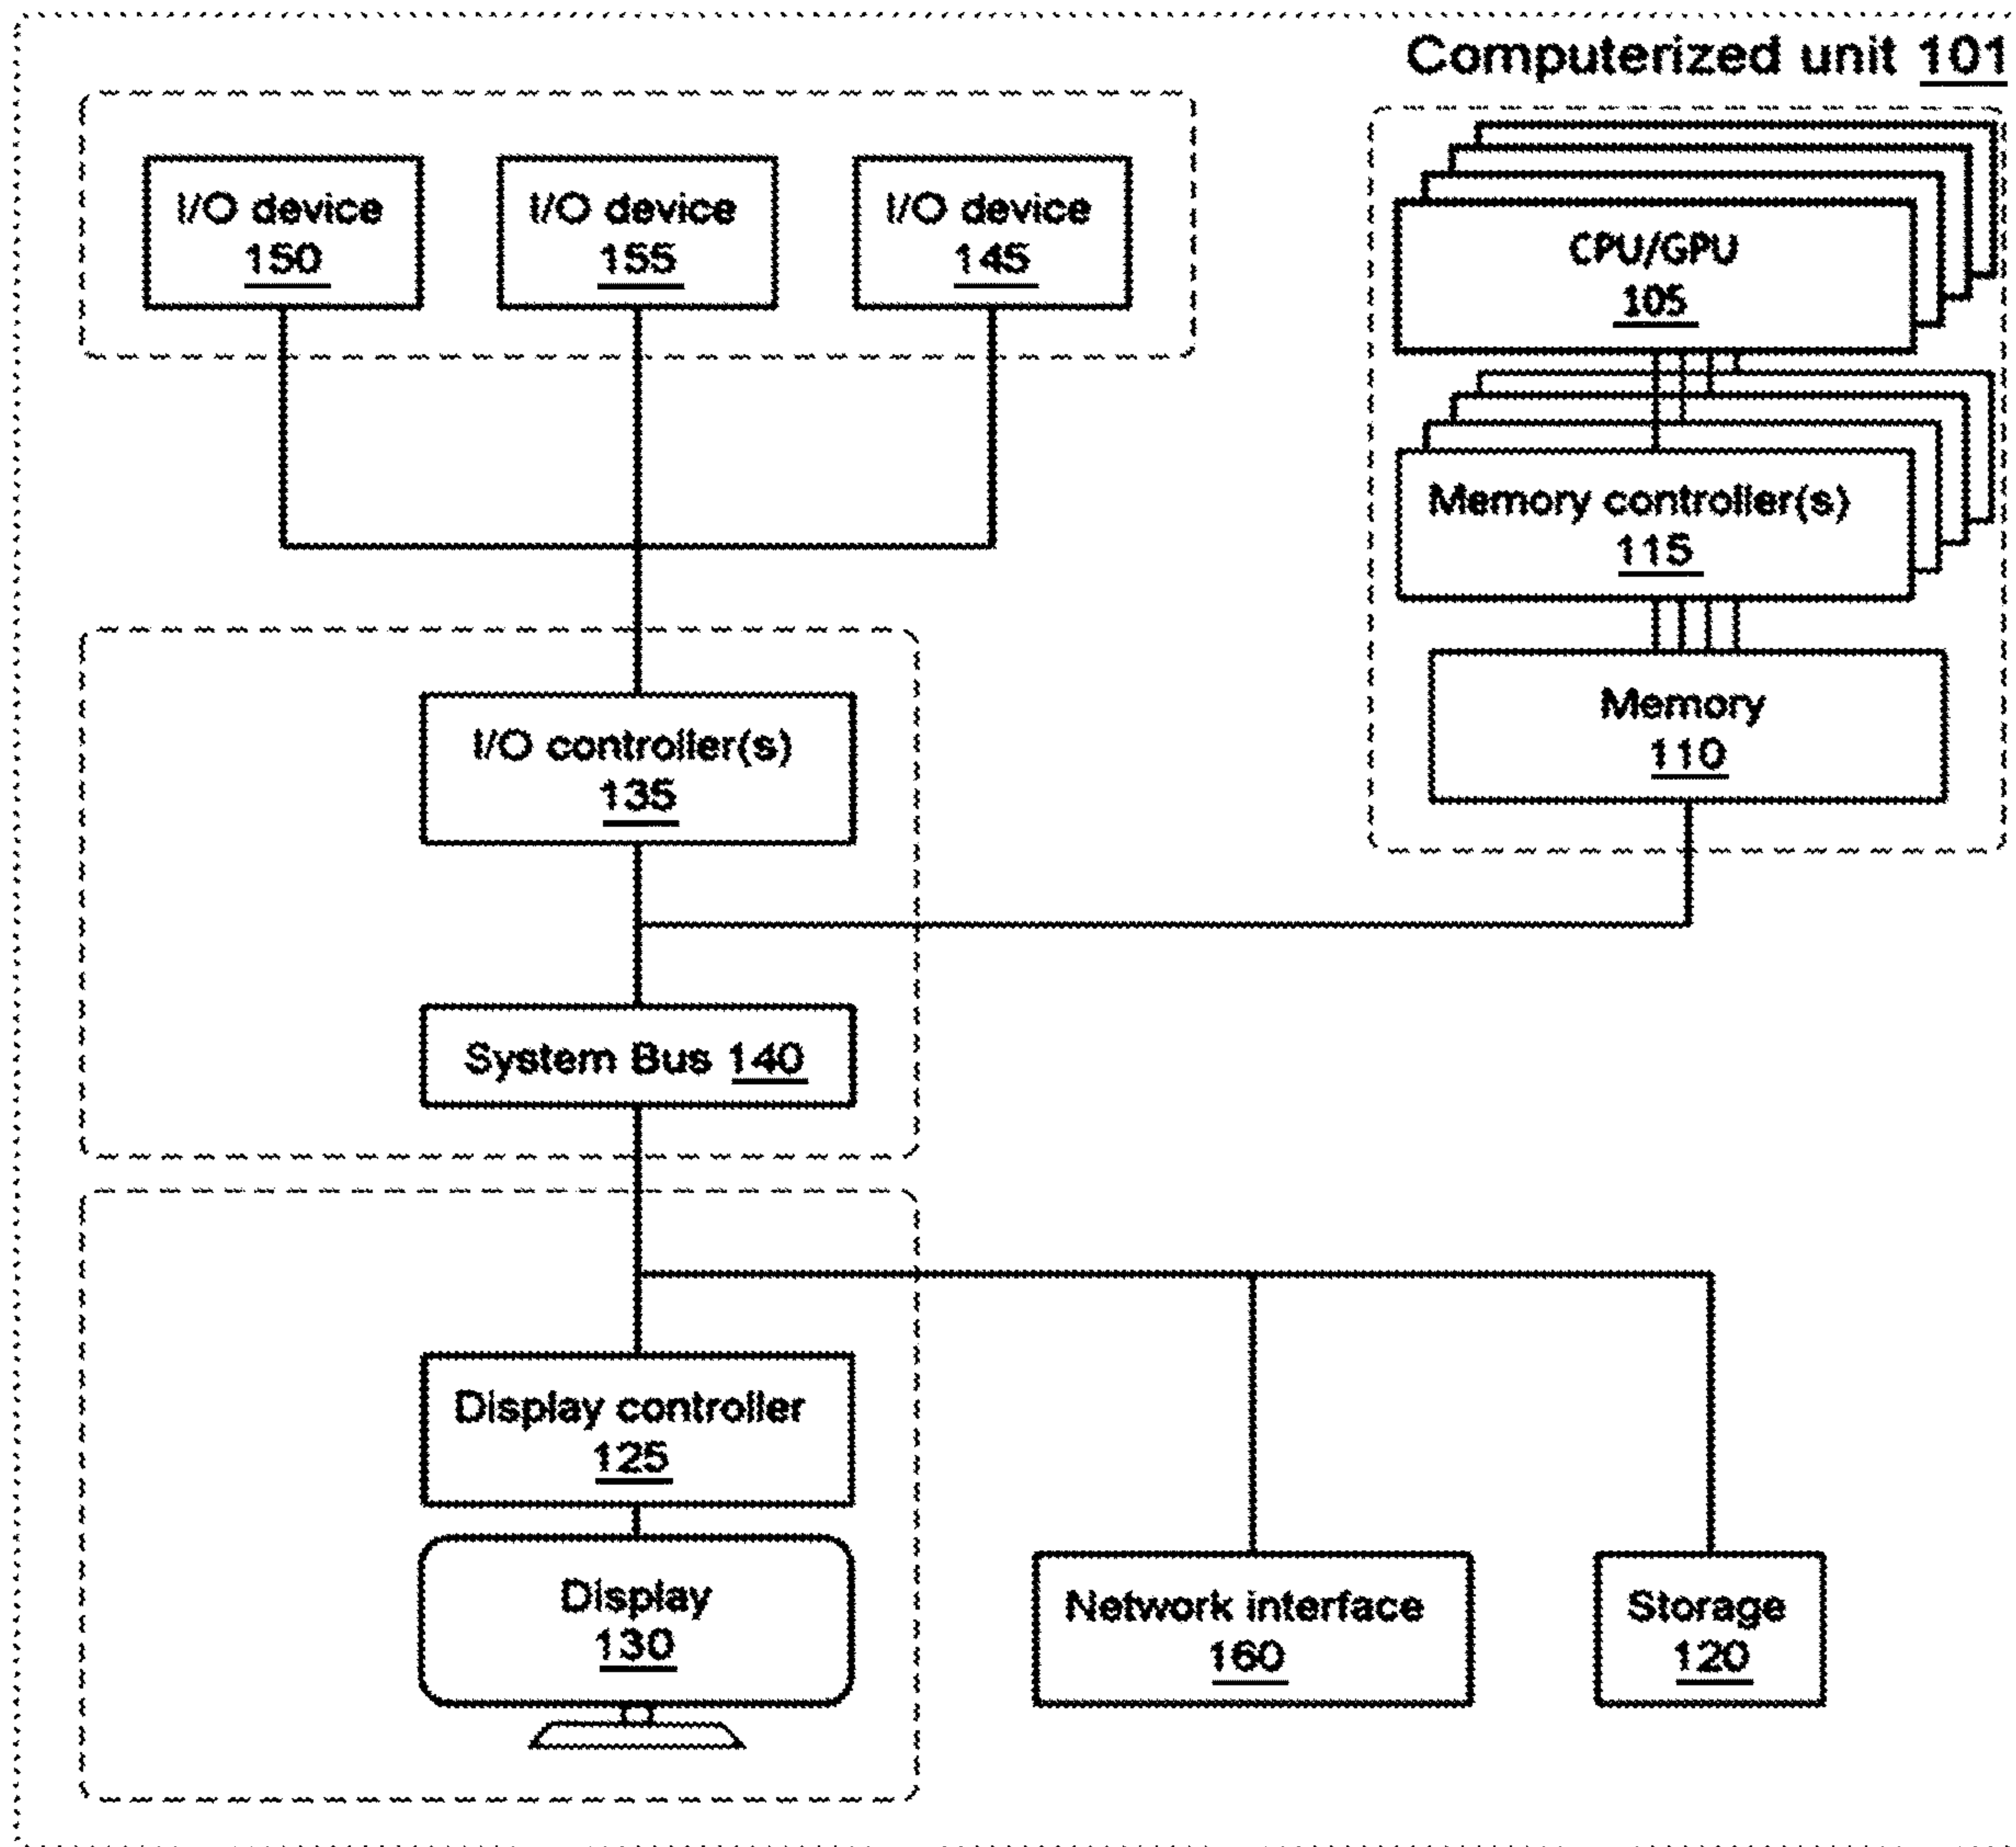 Computerized unit 101
I/O device
150
I/O device
155
I/O device
145
CPU/GPU
105
Memory controller(s)
115
Memory
110
I/O controller(s)
135
System Bus 140
Display controller
125
Display
130
Network interface
160
Storage
120